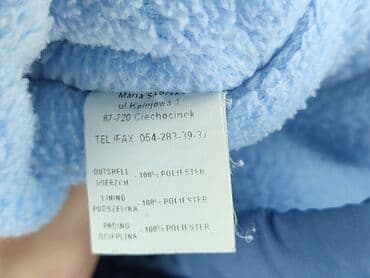 Maria
ul Kolejowa 1
87-720 Ciechocinek
TEL./FAX 054-283-39-37
OUTSHELL
WIERZCH - 100% POLIESTER
LINING
PODSZEWKA - 100% POLIESTER
PADING
OCIEPLINA - 100% POLIESTER